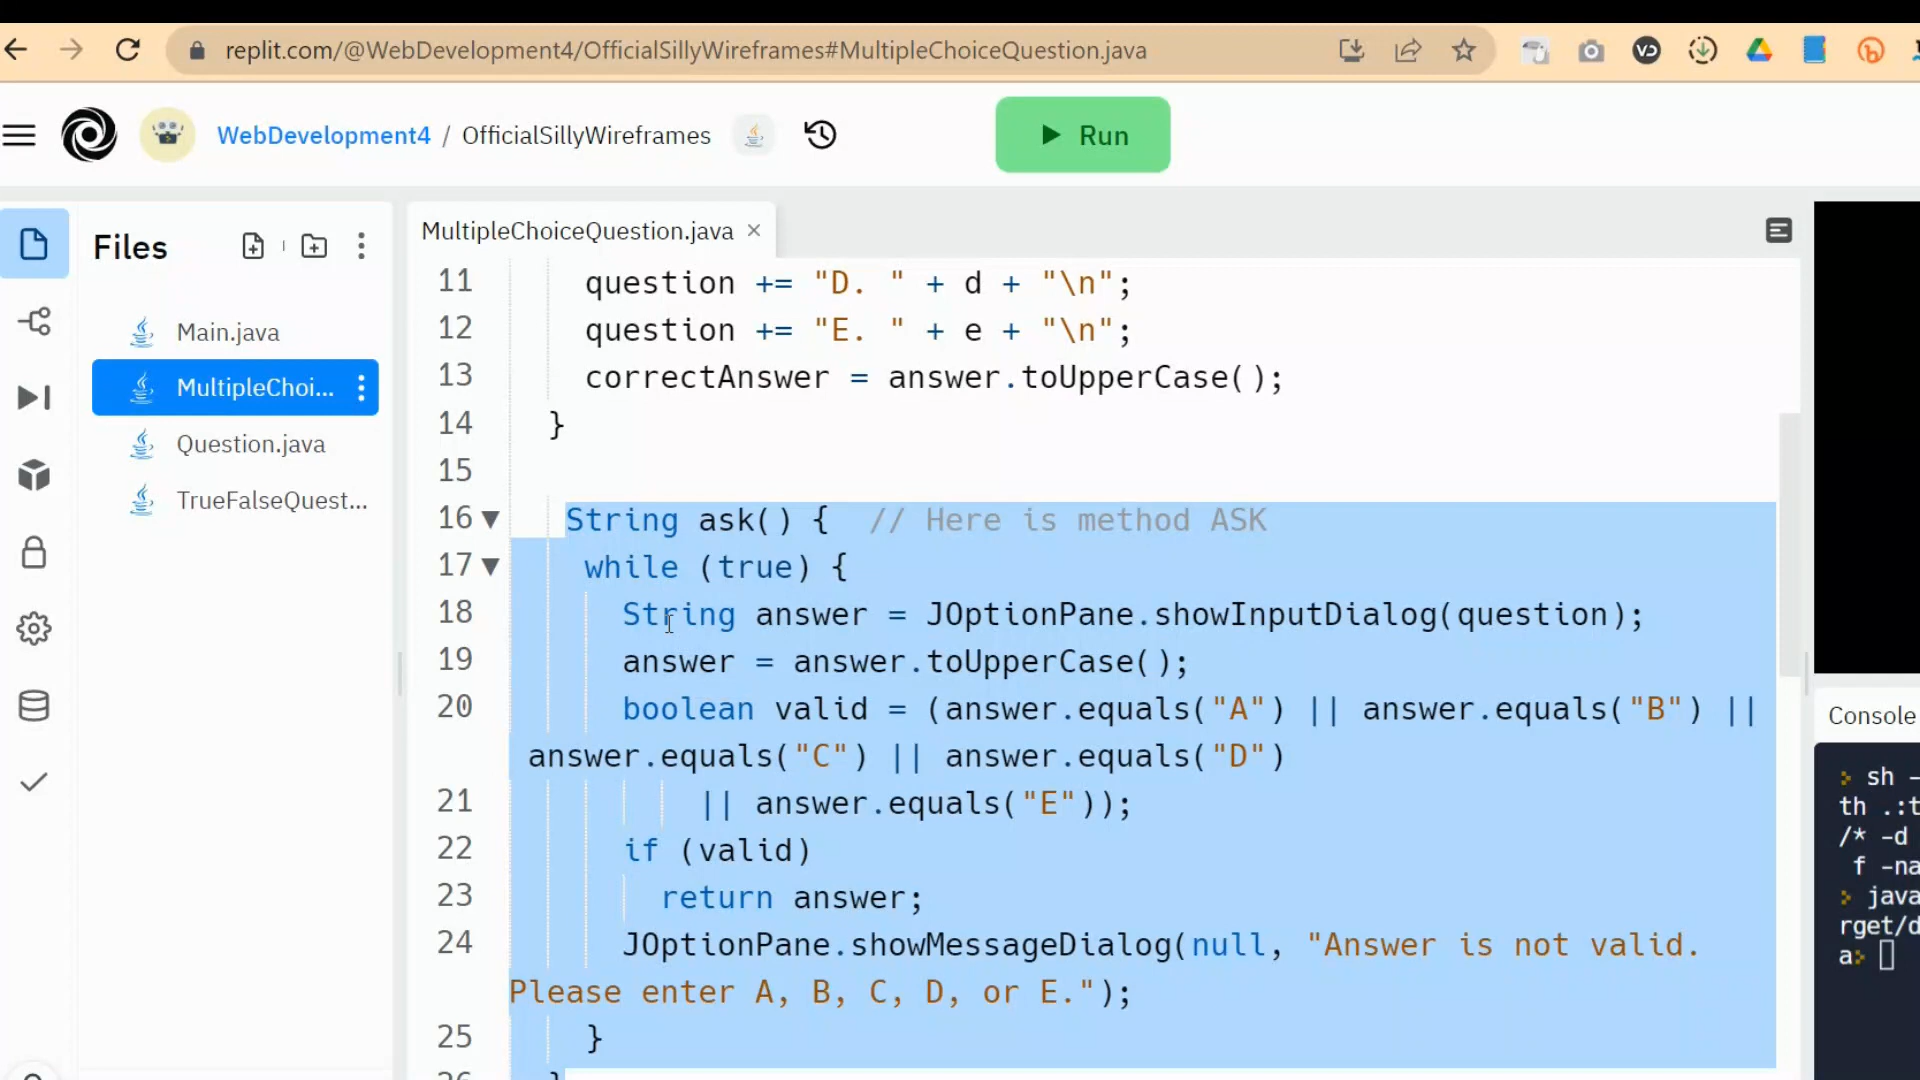 replit.com/@WebDevelopment4/OfficialSillyWireframes#MultipleChoiceQuestion.java
WebDevelopment4 / OfficialSillyWireframes
Run
Files
Main.java
MultipleChoi...
Question.java
TrueFalseQuest...
MultipleChoiceQuestion.java
11 question += "D. " + d + "\n";
12 question += "E. " + e + "\n";
13 correctAnswer = answer.toUpperCase();
14 }
15
16 String ask() { // Here is method ASK
17 while (true) {
18 String answer = JOptionPane.showInputDialog(question);
19 answer = answer.toUpperCase();
20 boolean valid = (answer.equals("A") || answer.equals("B") ||
answer.equals("C") || answer.equals("D")
21 || answer.equals("E"));
22 if (valid)
23 return answer;
24 JOptionPane.showMessageDialog(null, "Answer is not valid.
Please enter A, B, C, D, or E.");
25 }
Console
sh -
th .:t
/* -d
f -na
java
rget/d
a